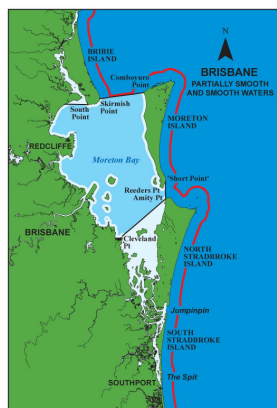 BRIBIE
ISLAND
Comboyuro
Point
BRISBANE
PARTIALLY SMOOTH
AND SMOOTH WATERS
South
Point
Skirmish
Point
MORETON
ISLAND
REDCLIFFE
Moreton Bay
'Short Point'
Reeders Pt
Amity Pt
BRISBANE
Cleveland
Pt
NORTH
STRADBROKE
ISLAND
Jumpinpin
SOUTH
STRADBROKE
ISLAND
The Spit
SOUTHPORT
N